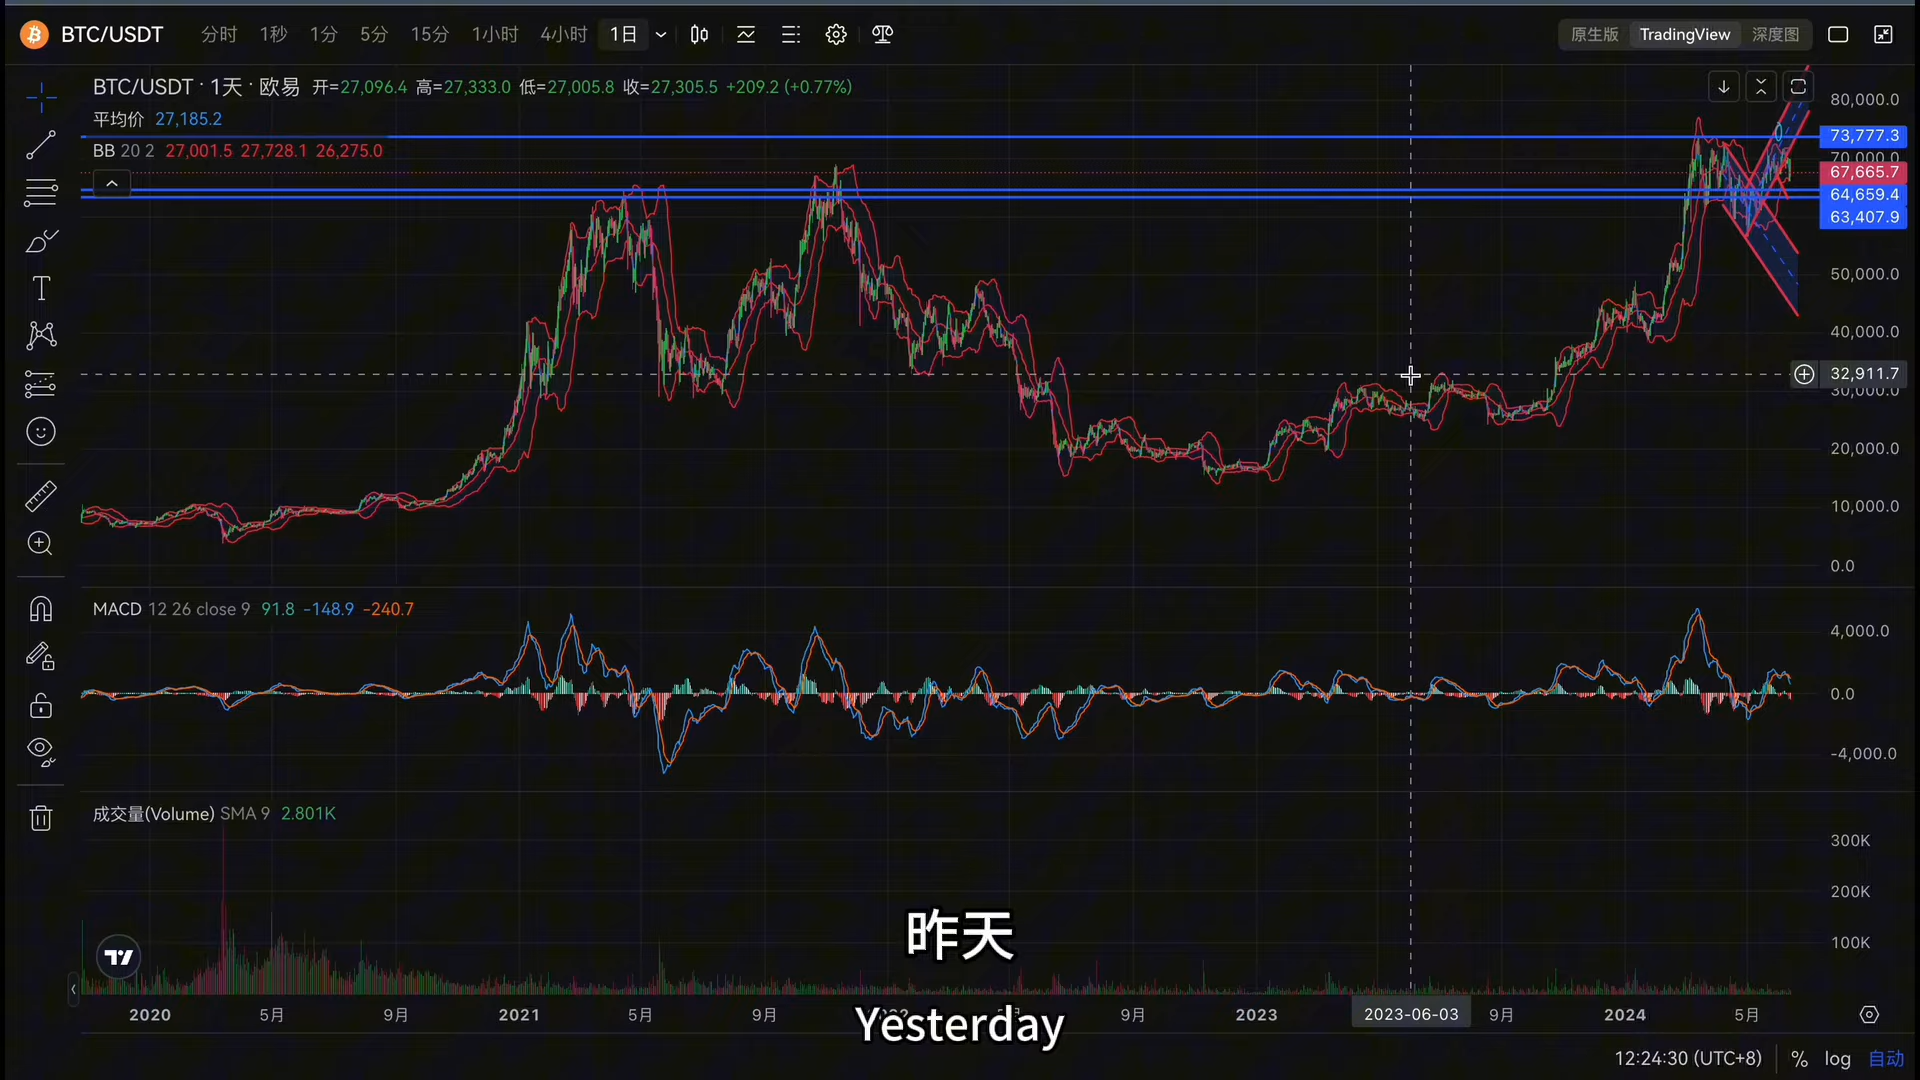 BTC/USDT 分时 1秒 1分 5分 15分 1小时 4小时 1日 原生版 TradingView 深度图
BTC/USDT · 1天 · 欧易 开=27,096.4 高=27,333.0 低=27,005.8 收=27,305.5 +209.2 (+0.77%)
平均价 27,185.2
BB 20 2 27,001.5 27,728.1 26,275.0
80,000.0
73,777.3
70,000.0
67,665.7
64,659.4
63,407.9
50,000.0
40,000.0
32,911.7
30,000.0
20,000.0
10,000.0
0.0
MACD 12 26 close 9 91.8 −148.9 −240.7
4,000.0
0.0
-4,000.0
成交量(Volume) SMA 9 2.801K
300K
200K
100K
昨天
2020 5月 9月 2021 5月 9月 9月 2023 2023-06-03 9月 2024 5月
Yesterday
12:24:30 (UTC+8) % log 自动